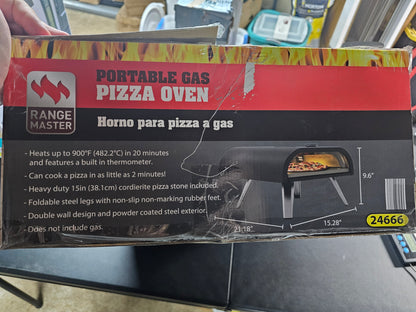 PORTABLE GAS
PIZZA OVEN
RANGE
MASTER
Horno para pizza a gas
- Heats up to 900°F (482.2°C) in 20 minutes
and features a built in thermometer.
- Can cook a pizza in as little as 2 minutes!
- Heavy duty 15in (38.1cm) cordierite pizza stone included.
- Foldable steel legs with non-slip non-marking rubber feet.
- Double wall design and powder coated steel exterior.
- Does not include gas.
9.6"
21.18"
15.28"
24666